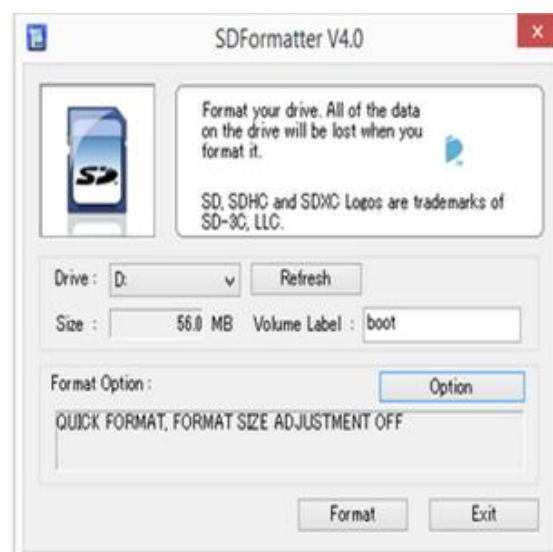 SDFormatter V4.0
x
Format your drive. All of the data
on the drive will be lost when you
format it.
SD, SDHC and SDXC Logos are trademarks of
SD-3C, LLC.
SD
Drive : D: Refresh
Size : 56.0 MB Volume Label : boot
Format Option : Option
QUICK FORMAT, FORMAT SIZE ADJUSTMENT OFF
Format Exit